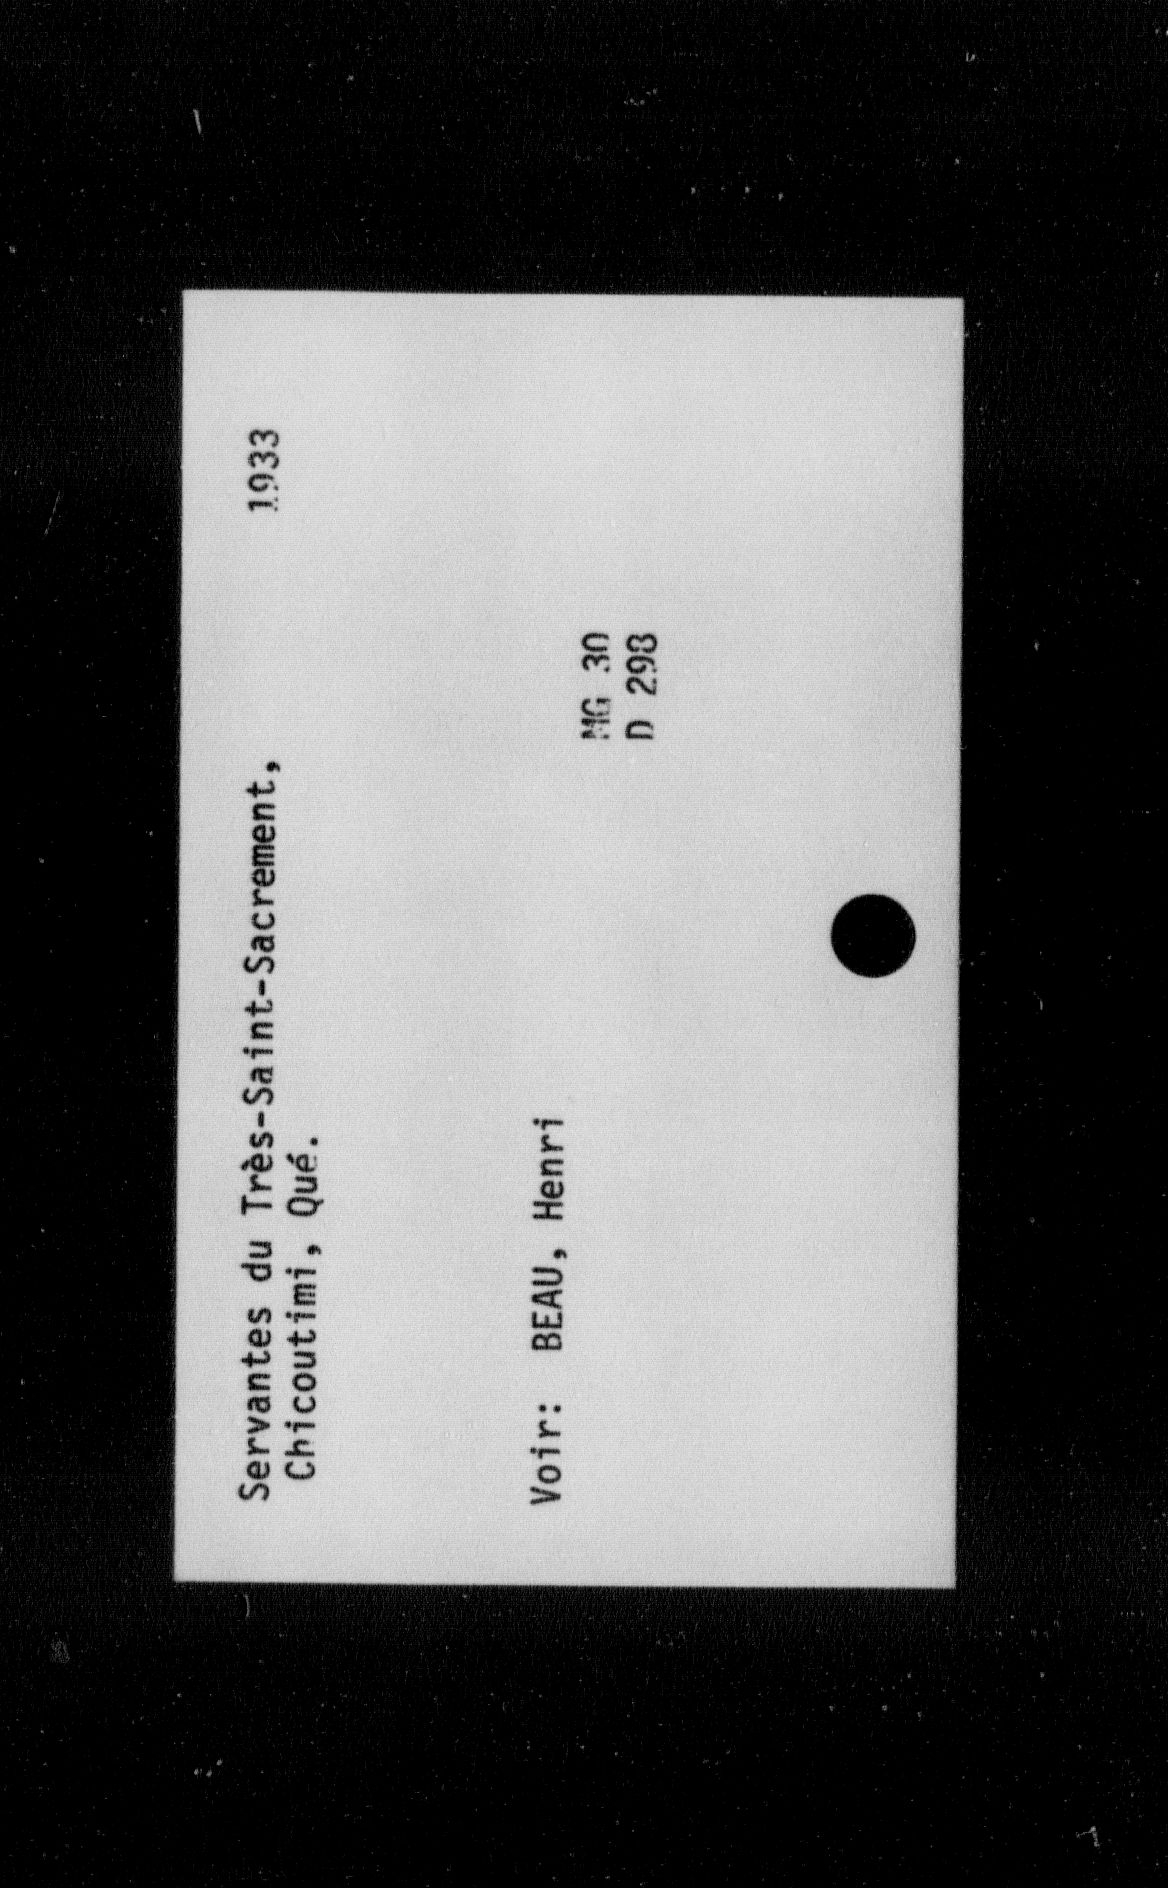 Servantes du Très-Saint-Sacrement, 1933
Chicoutimi, Qué.
Voir: BEAU, Henri
MG 30
D 298